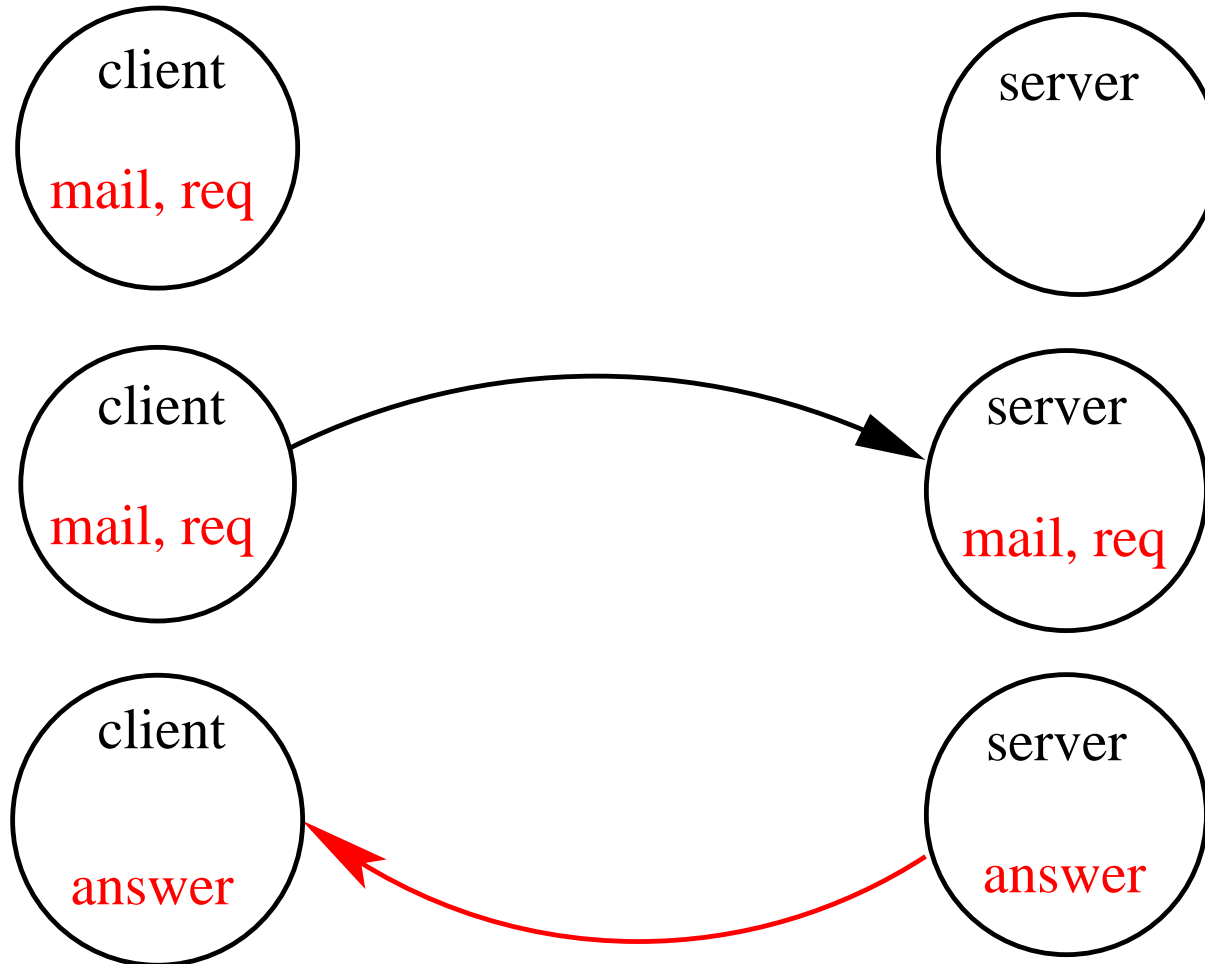 client
server
mail, req
client
server
mail, req
mail, req
client
server
answer
answer